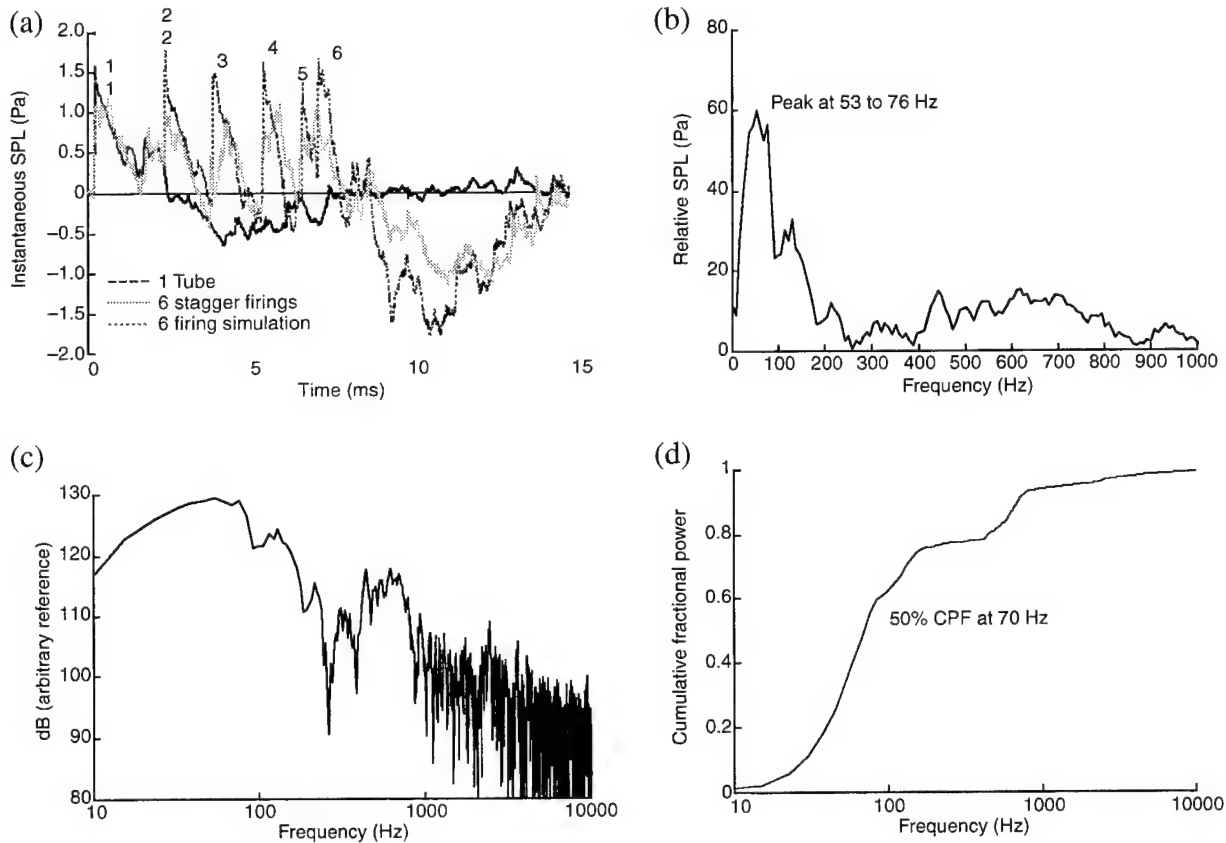 (a)
2
2
1
1
3
4
5
6
2.0
1.5
1.0
0.5
0
−0.5
−1.0
−1.5
−2.0
Instantaneous SPL (Pa)
1 Tube
6 stagger firings
6 firing simulation
0
5
10
15
Time (ms)
(b)
80
60
40
20
0
Relative SPL (Pa)
Peak at 53 to 76 Hz
0 100 200 300 400 500 600 700 800 900 1000
Frequency (Hz)
(c)
130
120
110
100
90
80
dB (arbitrary reference)
10
100
1000
10000
Frequency (Hz)
(d)
1
0.8
0.6
0.4
0.2
0
Cumulative fractional power
50% CPF at 70 Hz
10
100
1000
10000
Frequency (Hz)